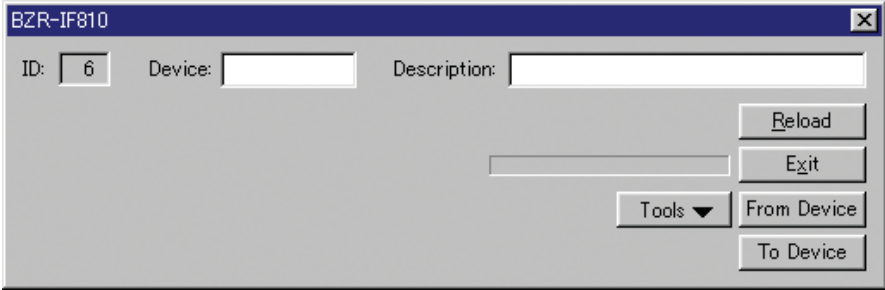 BZR-IF810
ID: 6 Device: Description:
Reload
Exit
Tools From Device
To Device